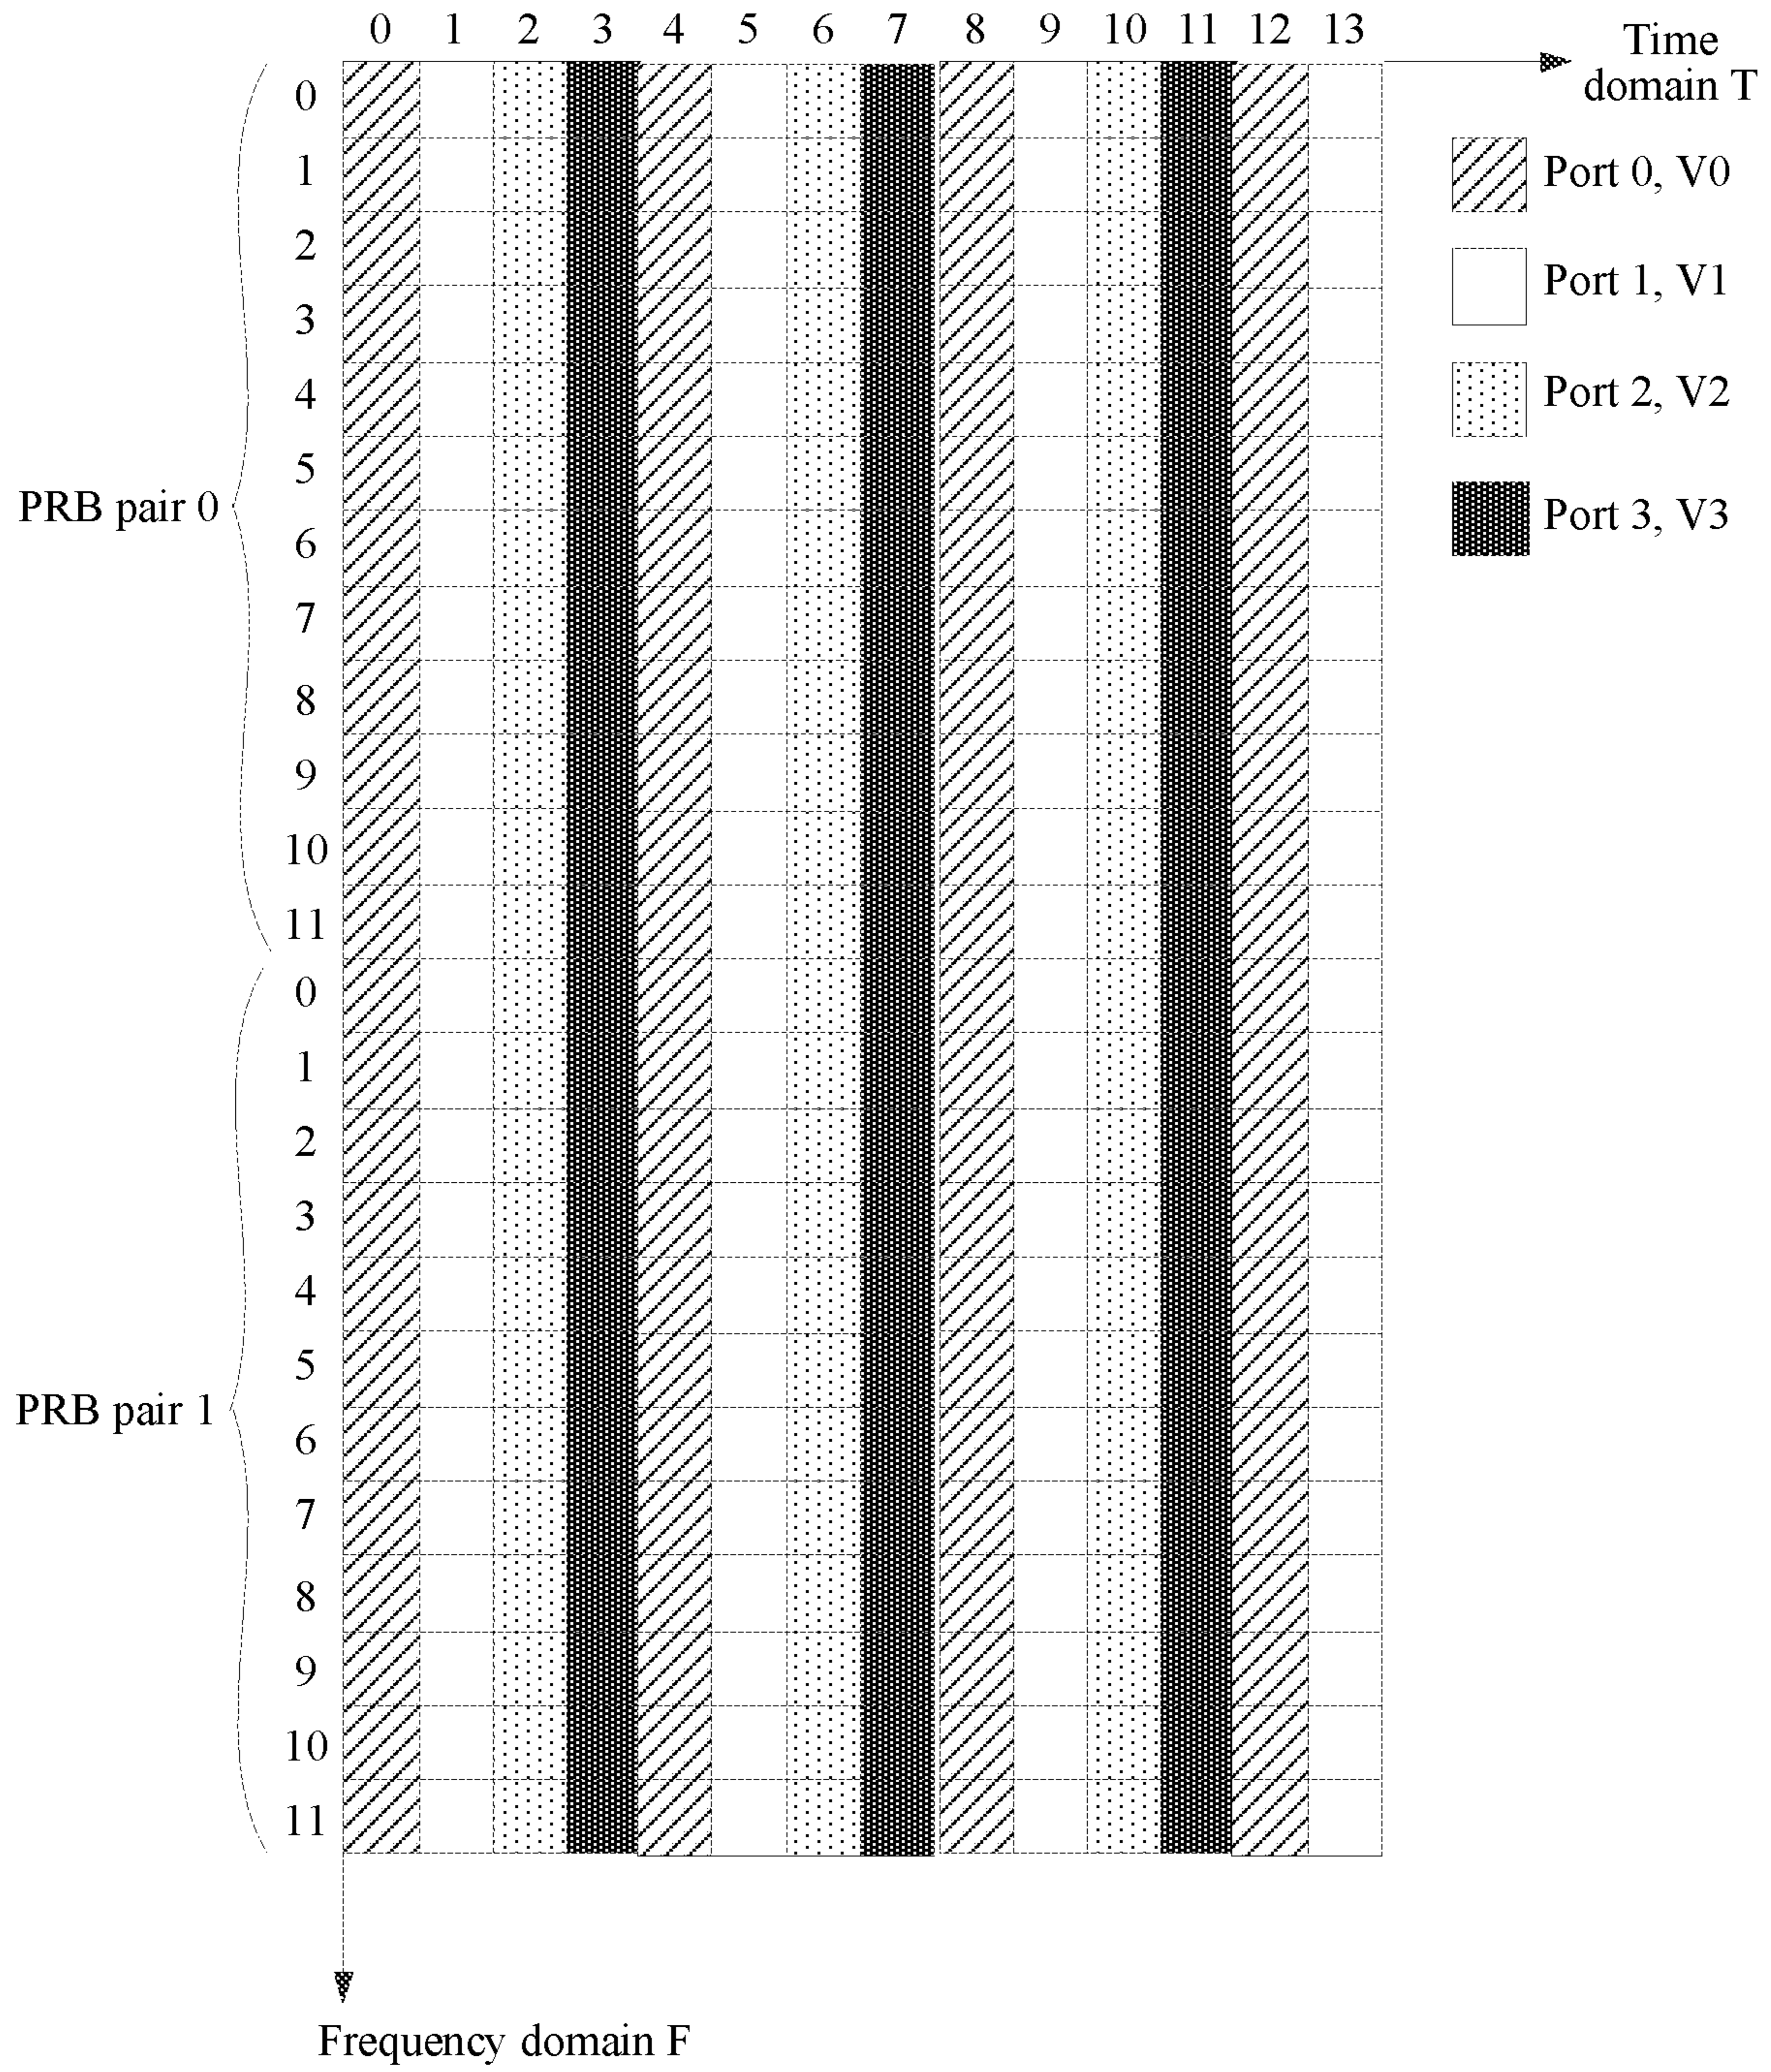 0 1 2 3 4 5 6 7 8 9 10 11 12 13
Time
domain T
Port 0, V0
Port 1, V1
Port 2, V2
Port 3, V3
PRB pair 0
0
1
2
3
4
5
6
7
8
9
10
11
PRB pair 1
0
1
2
3
4
5
6
7
8
9
10
11
Frequency domain F